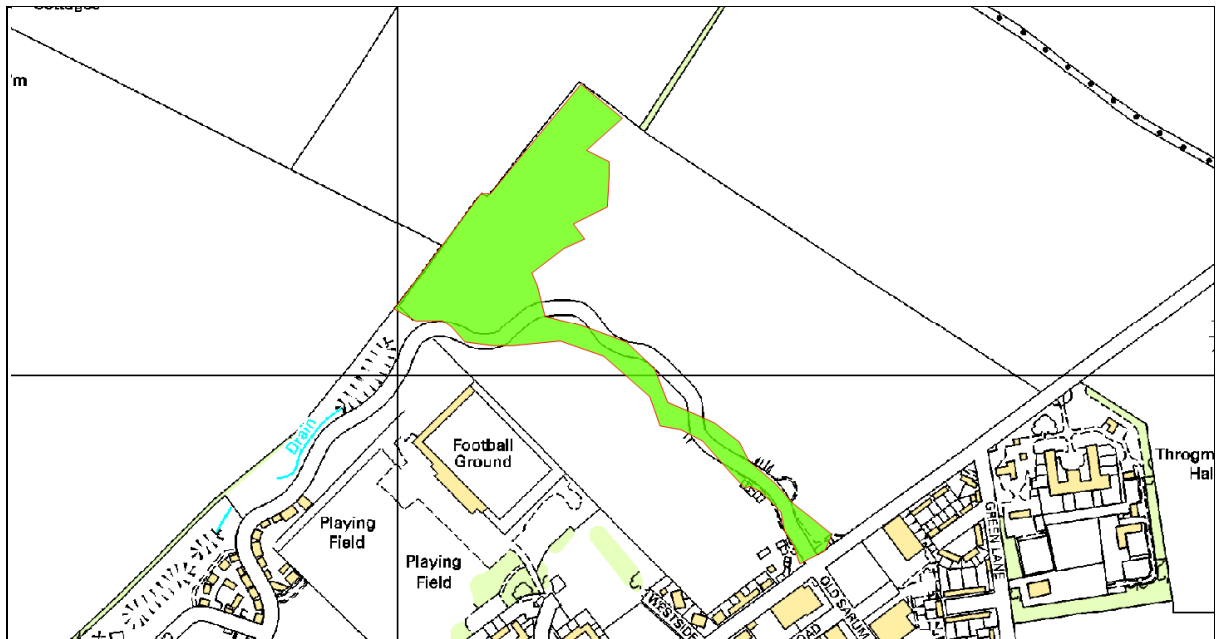 Cottages
'm
Drain
Football
Ground
Playing
Field
Playing
Field
Throgm
Hal
GREEN LANE
OLD SARUM
ROAD
WESTSIDE